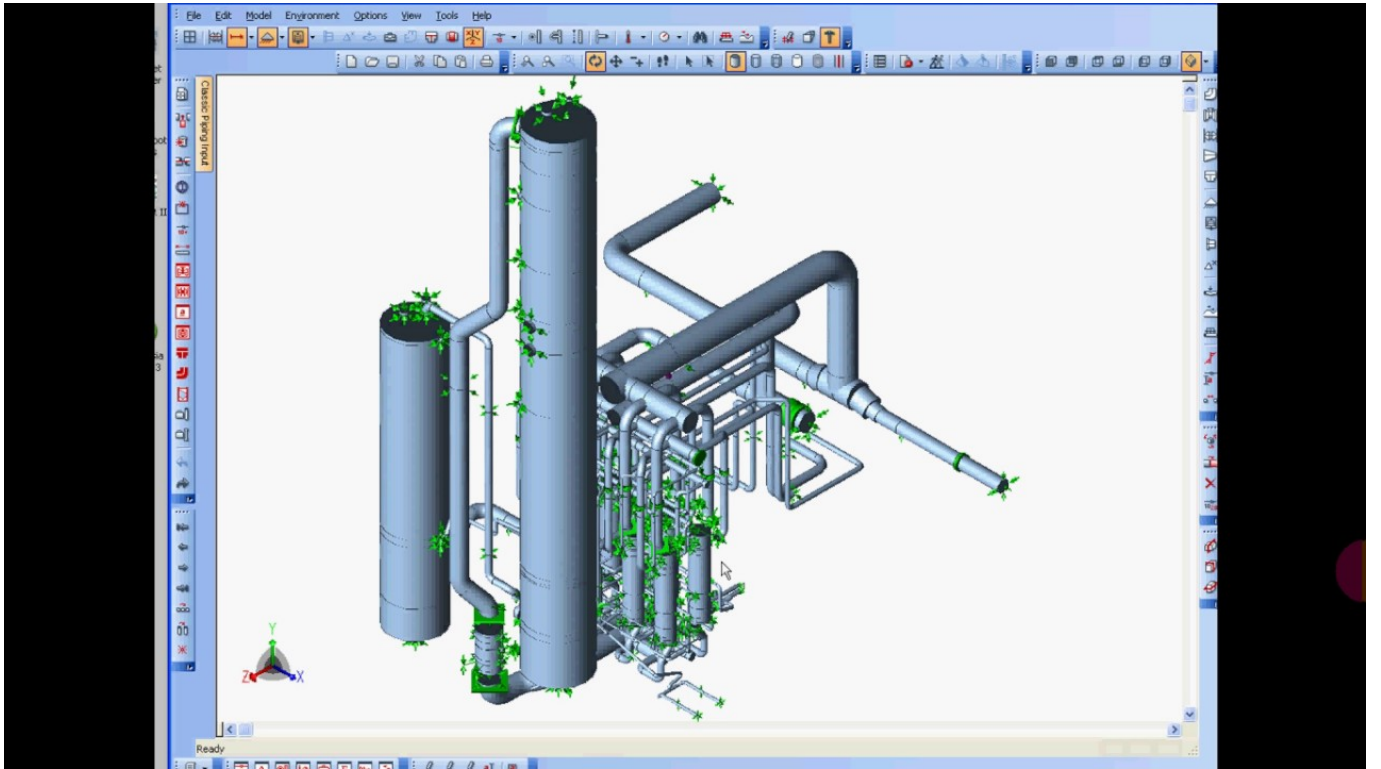 File Edit Model Environment Options View Tools Help
Classic Piping Input
Y
Z
X
Ready